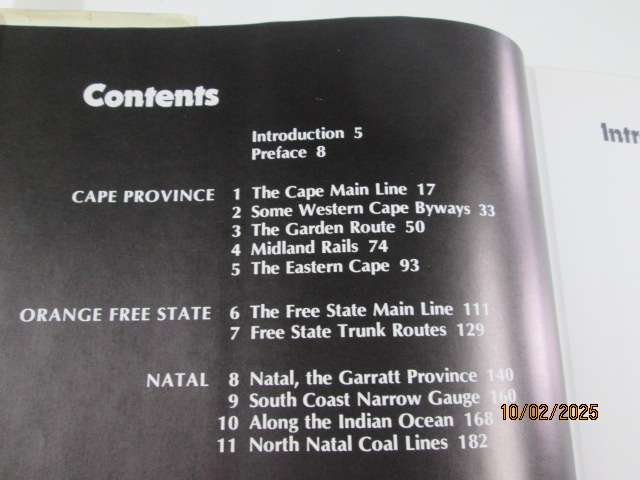 Contents
Introduction 5
Preface 8
CAPE PROVINCE 1 The Cape Main Line 17
2 Some Western Cape Byways 33
3 The Garden Route 50
4 Midland Rails 74
5 The Eastern Cape 93
ORANGE FREE STATE 6 The Free State Main Line 111
7 Free State Trunk Routes 129
NATAL 8 Natal, the Garratt Province 140
9 South Coast Narrow Gauge 160
10 Along the Indian Ocean 168
11 North Natal Coal Lines 182
10/02/2025